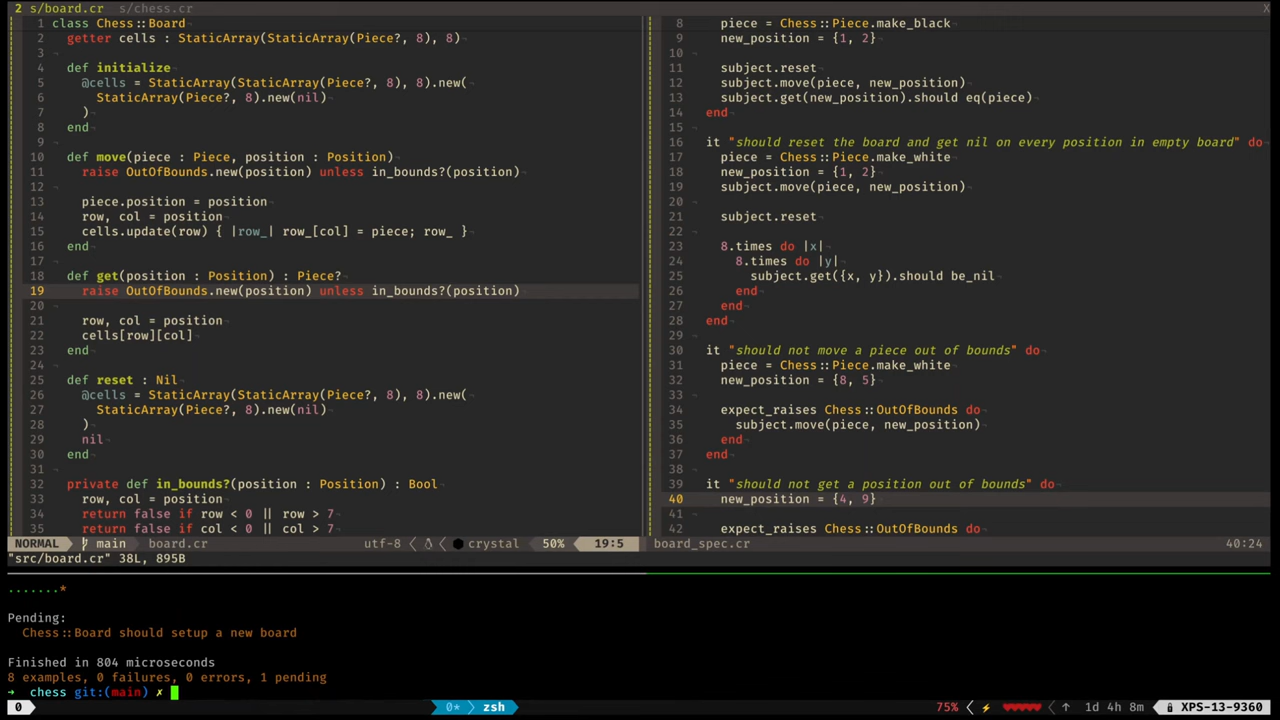 2 s/board.cr  s/chess.cr X
1 class Chess::Board
2   getter cells : StaticArray(StaticArray(Piece?, 8), 8)
3
4   def initialize
5     @cells = StaticArray(StaticArray(Piece?, 8), 8).new(
6       StaticArray(Piece?, 8).new(nil)
7     )
8   end
9
10   def move(piece : Piece, position : Position)
11     raise OutOfBounds.new(position) unless in_bounds?(position)
12
13     piece.position = position
14     row, col = position
15     cells.update(row) { |row_| row_[col] = piece; row_ }
16   end
17
18   def get(position : Position) : Piece?
19     raise OutOfBounds.new(position) unless in_bounds?(position)
20
21     row, col = position
22     cells[row][col]
23   end
24
25   def reset : Nil
26     @cells = StaticArray(StaticArray(Piece?, 8), 8).new(
27       StaticArray(Piece?, 8).new(nil)
28     )
29     nil
30   end
31
32   private def in_bounds?(position : Position) : Bool
33     row, col = position
34     return false if row < 0 || row > 7
35     return false if col < 0 || col > 7
NORMAL main board.cr utf-8 crystal 50% 19:5
8     piece = Chess::Piece.make_black
9     new_position = {1, 2}
10
11     subject.reset
12     subject.move(piece, new_position)
13     subject.get(new_position).should eq(piece)
14   end
15
16   it "should reset the board and get nil on every position in empty board" do
17     piece = Chess::Piece.make_white
18     new_position = {1, 2}
19     subject.move(piece, new_position)
20
21     subject.reset
22
23     8.times do |x|
24       8.times do |y|
25         subject.get({x, y}).should be_nil
26       end
27     end
28   end
29
30   it "should not move a piece out of bounds" do
31     piece = Chess::Piece.make_white
32     new_position = {8, 5}
33
34     expect_raises Chess::OutOfBounds do
35       subject.move(piece, new_position)
36     end
37   end
38
39   it "should not get a position out of bounds" do
40     new_position = {4, 9}
41
42     expect_raises Chess::OutOfBounds do
board_spec.cr 40:24
"src/board.cr" 38L, 895B
.......*
Pending:
  Chess::Board should setup a new board
Finished in 804 microseconds
8 examples, 0 failures, 0 errors, 1 pending
➜ chess git:(main) ✗
0 0* zsh 75% ⚡ ♥♥♥♥♥ ↑ 1d 4h 8m XPS-13-9360